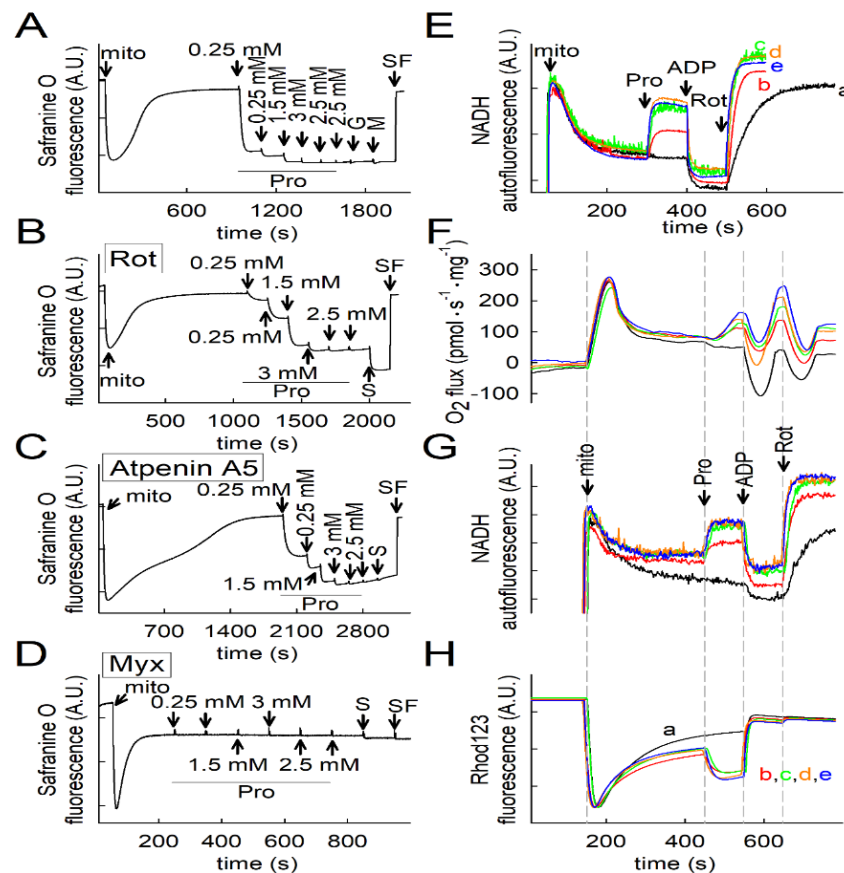 A
mito
0.25 mM
0.25 mM
1.5 mM
3 mM
2.5 mM
2.5 mM
G
M
SF
Pro
Safranine O
fluorescence (A.U.)
600
1200
1800
time (s)
B
Rot
0.25 mM
1.5 mM
SF
2.5 mM
0.25 mM
3 mM
mito
Pro
S
Safranine O
fluorescence (A.U.)
500
1000
1500
2000
time (s)
C
Atpenin A5
mito
0.25 mM
0.25 mM
3 mM
2.5 mM
S
SF
1.5 mM
Pro
Safranine O
fluorescence (A.U.)
700
1400
2100
2800
time (s)
D
Myx
mito
0.25 mM
3 mM
S
SF
1.5 mM
2.5 mM
Pro
Safranine O
fluorescence (A.U.)
0
200
400
600
800
1000
time (s)
E
mito
Pro
ADP
Rot
c
d
e
b
a
NADH
autofluorescence (A.U.)
200
400
600
800
time (s)
F
O2 flux (pmol · s-1 · mg-1)
300
200
100
0
-100
G
mito
Pro
ADP
Rot
NADH
autofluorescence (A.U.)
H
a
b,c,d,e
Rhod123
fluorescence (A.U.)
200
400
600
time (s)